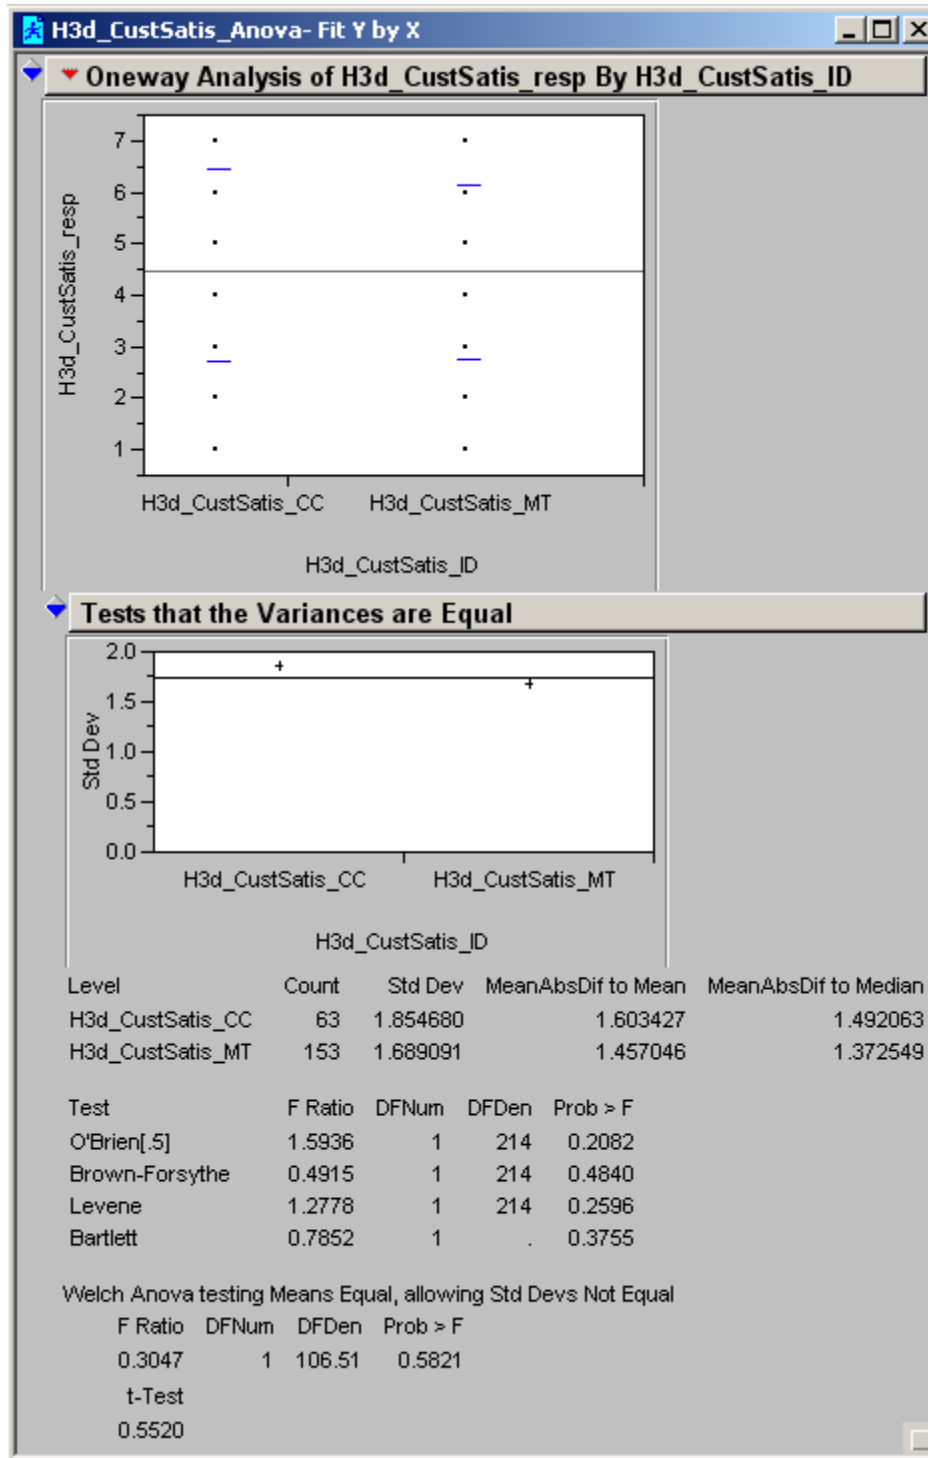 H3d_CustSatis_Anova- Fit Y by X
Oneway Analysis of H3d_CustSatis_resp By H3d_CustSatis_ID
H3d_CustSatis_resp
7
6
5
4
3
2
1
H3d_CustSatis_CC H3d_CustSatis_MT
H3d_CustSatis_ID
Tests that the Variances are Equal
Std Dev
2.0
1.5
1.0
0.5
0.0
H3d_CustSatis_CC H3d_CustSatis_MT
H3d_CustSatis_ID
Level Count Std Dev MeanAbsDif to Mean MeanAbsDif to Median
H3d_CustSatis_CC 63 1.854680 1.603427 1.492063
H3d_CustSatis_MT 153 1.689091 1.457046 1.372549
Test F Ratio DFNum DFDen Prob > F
O'Brien[.5] 1.5936 1 214 0.2082
Brown-Forsythe 0.4915 1 214 0.4840
Levene 1.2778 1 214 0.2596
Bartlett 0.7852 1 . 0.3755
Welch Anova testing Means Equal, allowing Std Devs Not Equal
F Ratio DFNum DFDen Prob > F
0.3047 1 106.51 0.5821
t-Test
0.5520